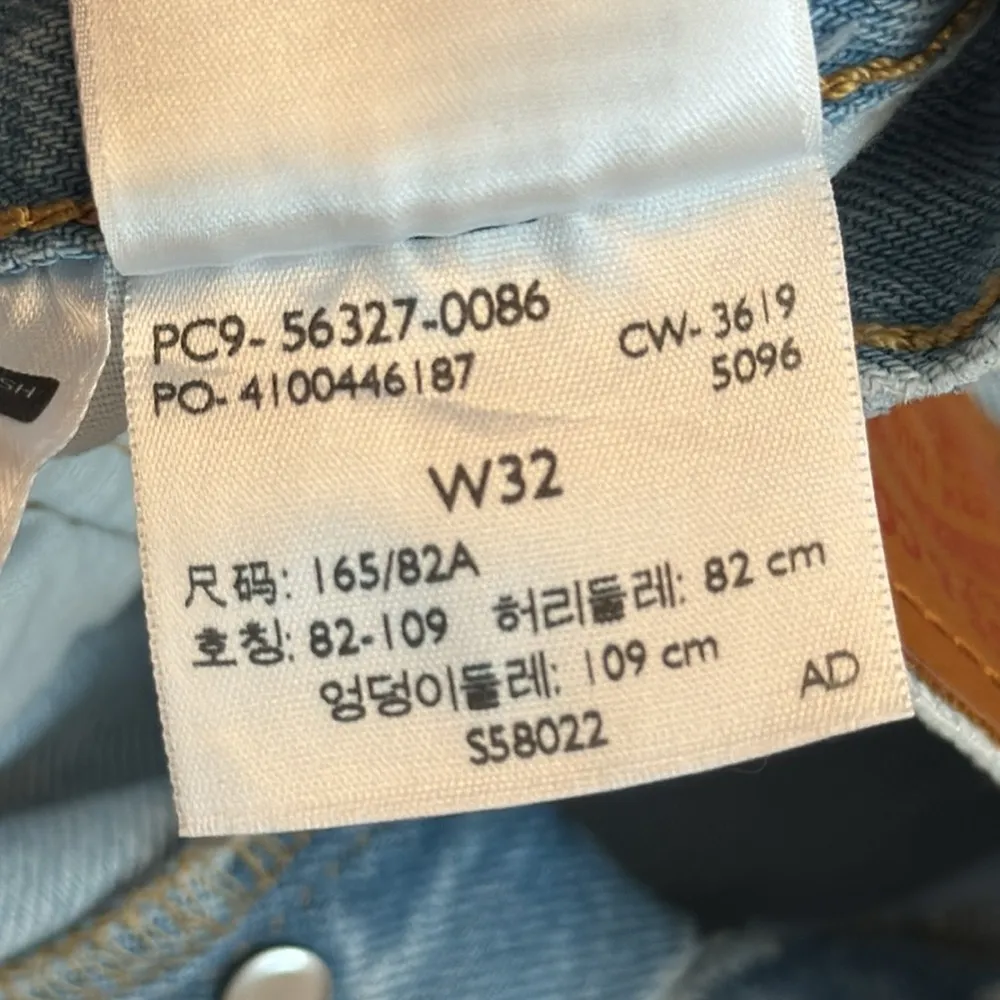 PC9- 56327-0086
PO- 4100446187
CW- 3619
5096
W32
尺码: 165/82A
호칭: 82-109 허리둘레: 82 cm
엉덩이둘레: 109 cm
AD
S58022